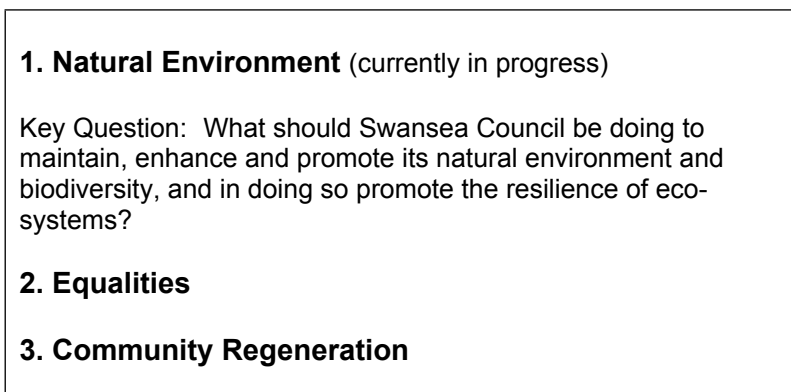 1. Natural Environment (currently in progress)
Key Question: What should Swansea Council be doing to
maintain, enhance and promote its natural environment and
biodiversity, and in doing so promote the resilience of eco-
systems?
2. Equalities
3. Community Regeneration